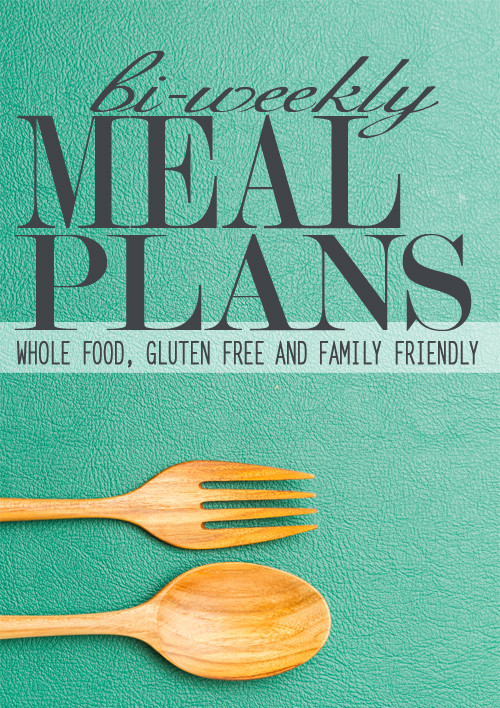 bi-weekly
MEAL
PLANS
WHOLE FOOD, GLUTEN FREE AND FAMILY FRIENDLY